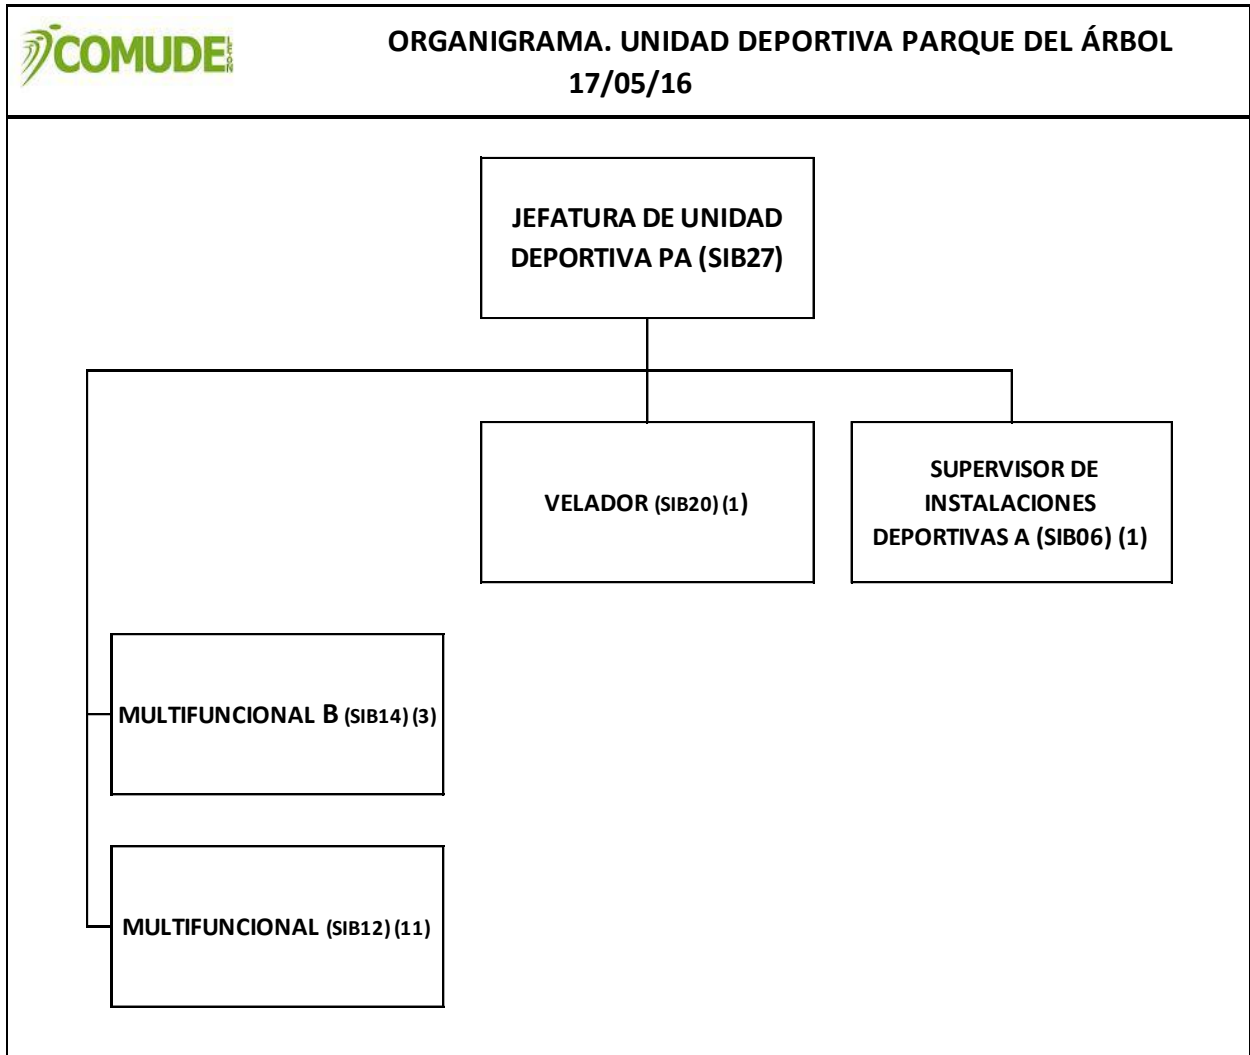 COMUDE
LEÓN
ORGANIGRAMA. UNIDAD DEPORTIVA PARQUE DEL ÁRBOL
17/05/16
JEFATURA DE UNIDAD
DEPORTIVA PA (SIB27)
VELADOR (SIB20) (1)
SUPERVISOR DE
INSTALACIONES
DEPORTIVAS A (SIB06) (1)
MULTIFUNCIONAL B (SIB14) (3)
MULTIFUNCIONAL (SIB12) (11)